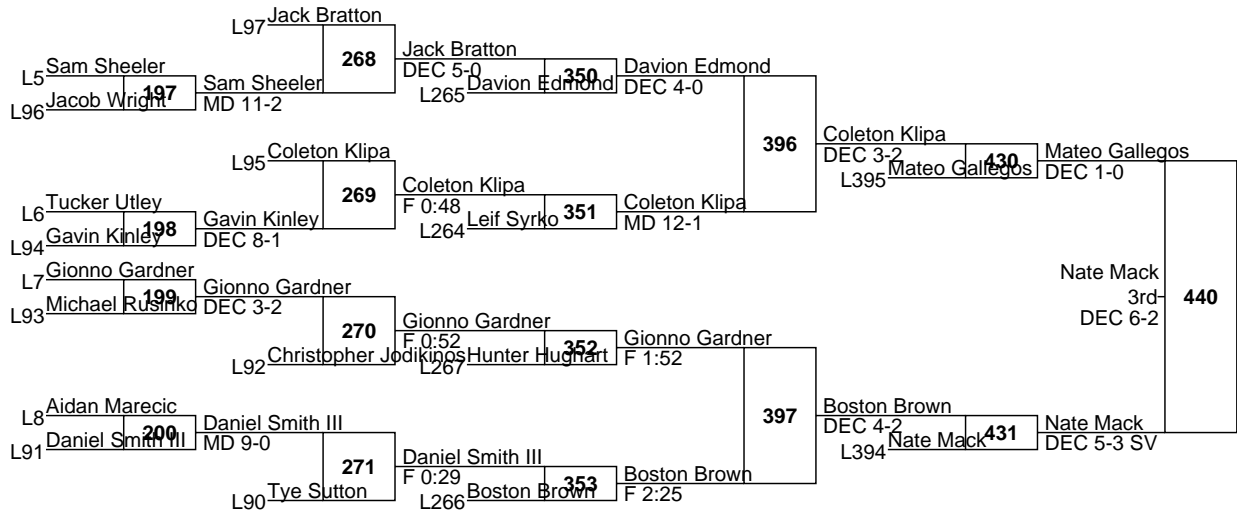 L97 Jack Bratton
268
Jack Bratton
DEC 5-0
L5 Sam Sheeler
197
Sam Sheeler
MD 11-2
L96 Jacob Wright
350
L265 Davion Edmond
Davion Edmond
DEC 4-0
396
L95 Coleton Klipa
269
Coleton Klipa
F 0:48
L6 Tucker Utley
198
Gavin Kinley
DEC 8-1
L94 Gavin Kinley
351
L264 Leif Syrko
Coleton Klipa
MD 12-1
Coleton Klipa
DEC 3-2
L395 Mateo Gallegos
430
Mateo Gallegos
DEC 1-0
L7 Gionno Gardner
199
Gionno Gardner
DEC 3-2
L93 Michael Rusinko
270
Gionno Gardner
F 0:52
L92 Christopher Jodikinos
352
L267 Hunter Hughart
Gionno Gardner
F 1:52
397
L8 Aidan Marecic
200
Daniel Smith III
MD 9-0
L91 Daniel Smith III
271
Daniel Smith III
F 0:29
L90 Tye Sutton
353
L266 Boston Brown
Boston Brown
F 2:25
Boston Brown
DEC 4-2
L394 Nate Mack
431
Nate Mack
DEC 5-3 SV
Nate Mack
3rd
DEC 6-2
440